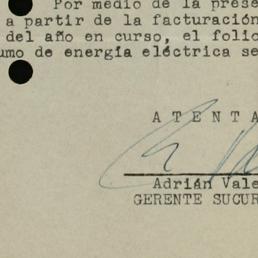 Por medio de la prese
a partir de la facturación
del año en curso, el folio
umo de energía eléctrica se
A T E N T A
Adrián Vale
GERENTE SUCUR